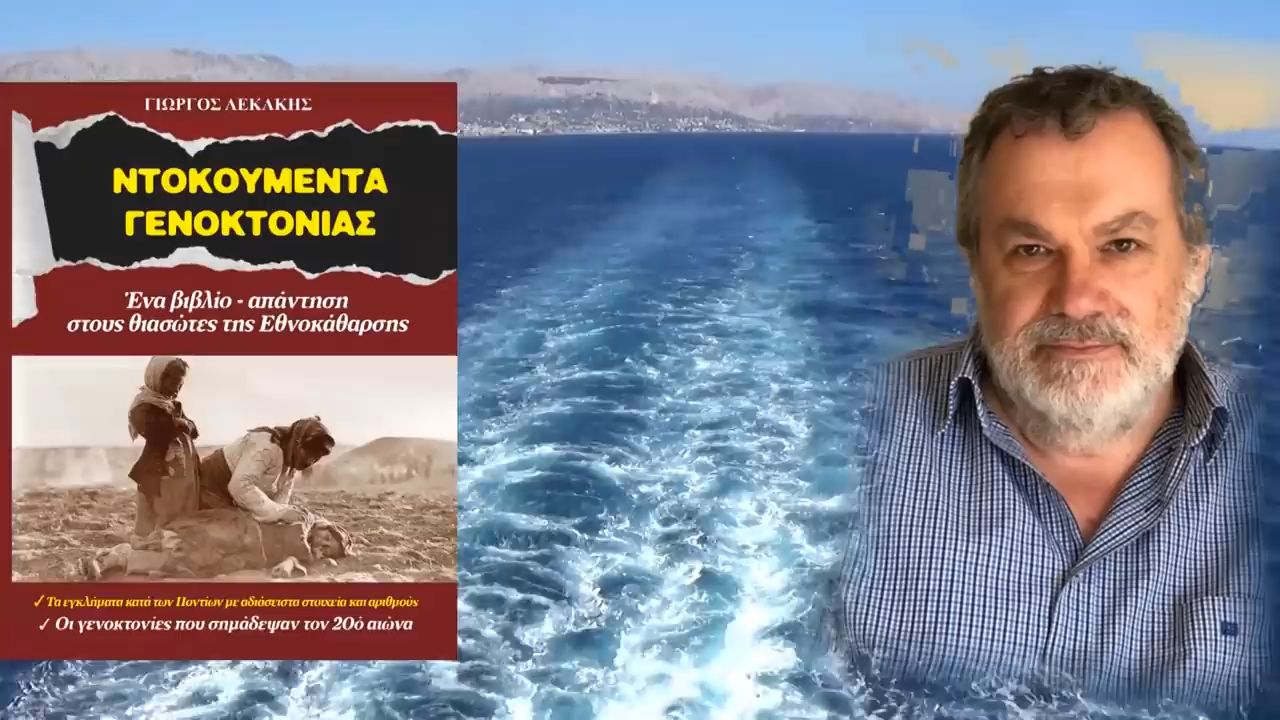 ΓΙΩΡΓΟΣ ΛΕΚΑΚΗΣ
ΝΤΟΚΟΥΜΕΝΤΑ
ΓΕΝΟΚΤΟΝΙΑΣ
Ένα βιβλίο - απάντηση
στους θιασώτες της Εθνοκάθαρσης
✓ Τα εγκλήματα κατά των Ποντίων με αδιάσειστα στοιχεία και αριθμούς
✓ Οι γενοκτονίες που σημάδεψαν τον 20ό αιώνα